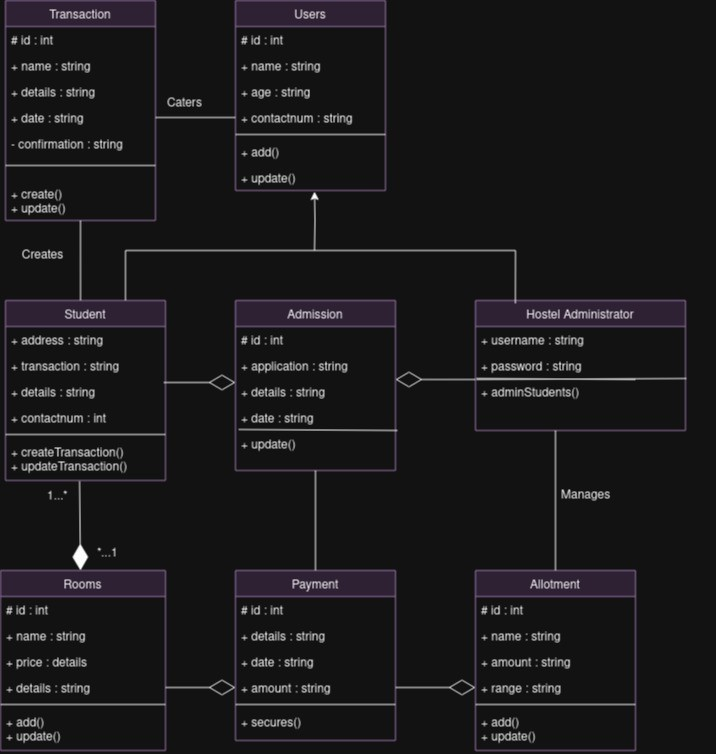 Transaction
# id : int
+ name : string
+ details : string
+ date : string
- confirmation : string
+ create()
+ update()
Caters
Users
# id : int
+ name : string
+ age : string
+ contactnum : string
+ add()
+ update()
Creates
Student
+ address : string
+ transaction : string
+ details : string
+ contactnum : int
+ createTransaction()
+ updateTransaction()
Admission
# id : int
+ application : string
+ details : string
+ date : string
+ update()
Hostel Administrator
+ username : string
+ password : string
+ adminStudents()
1...*
*...1
Manages
Rooms
# id : int
+ name : string
+ price : details
+ details : string
+ add()
+ update()
Payment
# id : int
+ details : string
+ date : string
+ amount : string
+ secures()
Allotment
# id : int
+ name : string
+ amount : string
+ range : string
+ add()
+ update()